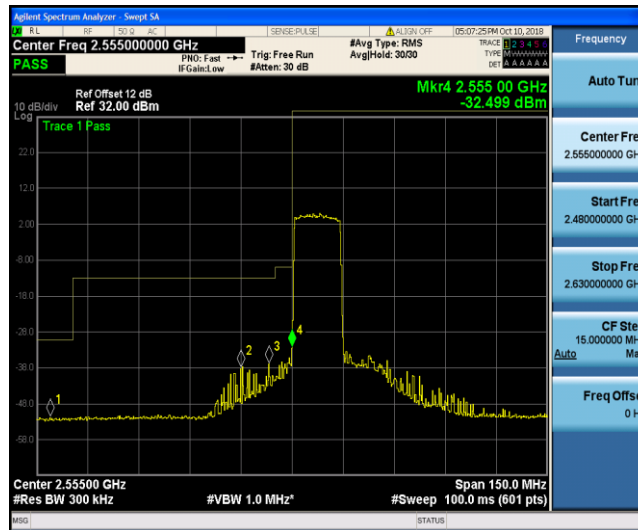 Agilent Spectrum Analyzer - Swept SA
RL RF 50 Ω AC SENSE:PULSE ALIGN OFF 05:07:25 PM Oct 10, 2018
Center Freq 2.555000000 GHz
PASS
PNO: Fast
IFGain:Low
Trig: Free Run
#Atten: 30 dB
#Avg Type: RMS
Avg|Hold: 30/30
TRACE 1 2 3 4 5 6
TYPE
DET A A A A A A
Mkr4 2.555 00 GHz
-32.499 dBm
Ref Offset 12 dB
Ref 32.00 dBm
10 dB/div
Log
Trace 1 Pass
22.0
12.0
2.00
-8.00
-18.0
-28.0
-38.0
-48.0
-58.0
1
2
3
4
Center 2.55500 GHz
Span 150.0 MHz
#Res BW 300 kHz
#VBW 1.0 MHz*
#Sweep 100.0 ms (601 pts)
MSG
STATUS
Frequency
Auto Tun
Center Fre
2.555000000 GH
Start Fre
2.480000000 GH
Stop Fre
2.630000000 GH
CF Ste
15.000000 MH
Auto Ma
Freq Offse
0 H